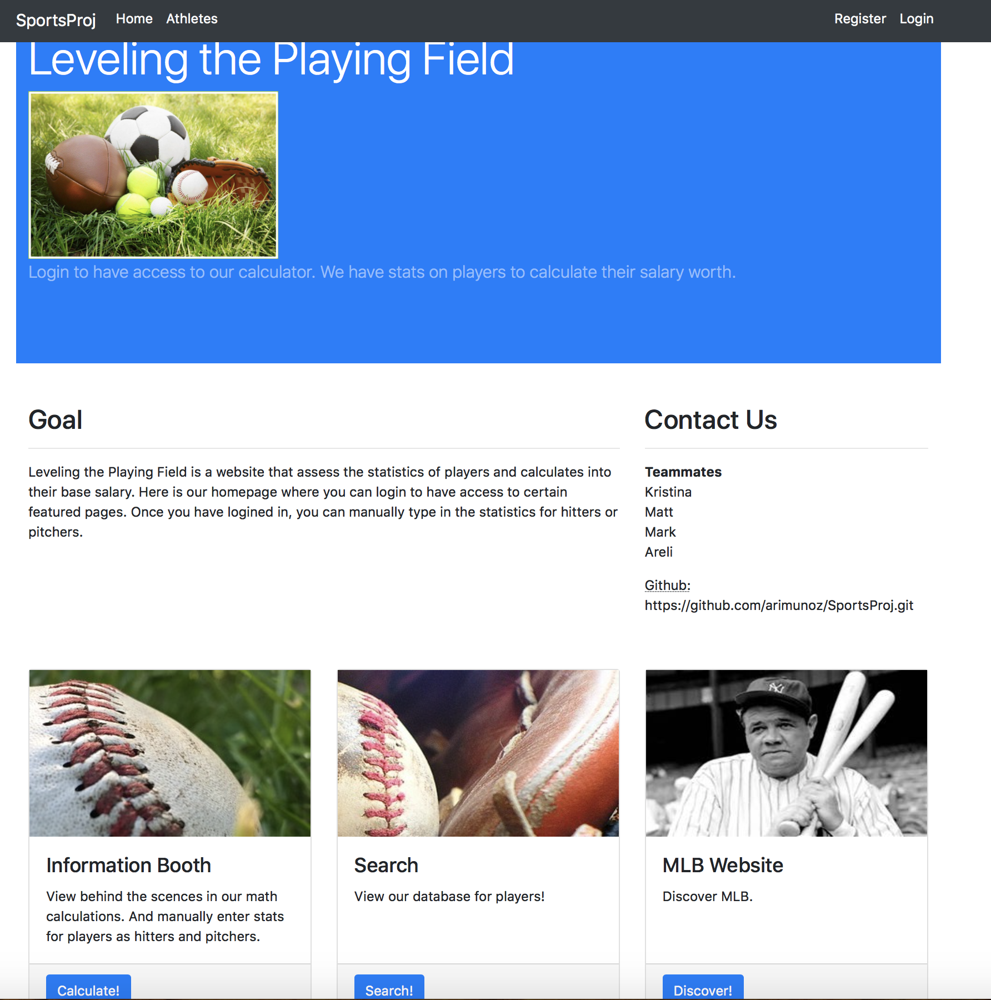 SportsProj Home Athletes Register Login
Leveling the Playing Field
Login to have access to our calculator. We have stats on players to calculate their salary worth.
Goal
Leveling the Playing Field is a website that assess the statistics of players and calculates into
their base salary. Here is our homepage where you can login to have access to certain
featured pages. Once you have logined in, you can manually type in the statistics for hitters or
pitchers.
Contact Us
Teammates
Kristina
Matt
Mark
Areli
Github:
https://github.com/arimunoz/SportsProj.git
Information Booth
View behind the scences in our math
calculations. And manually enter stats
for players as hitters and pitchers.
Calculate!
Search
View our database for players!
Search!
MLB Website
Discover MLB.
Discover!